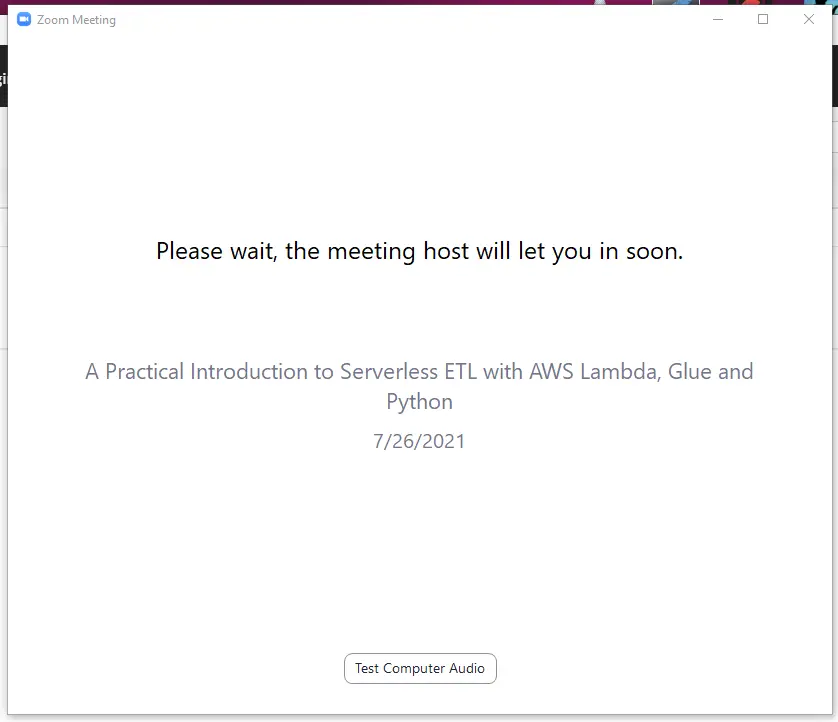 Zoom Meeting
Please wait, the meeting host will let you in soon.
A Practical Introduction to Serverless ETL with AWS Lambda, Glue and
Python
7/26/2021
Test Computer Audio